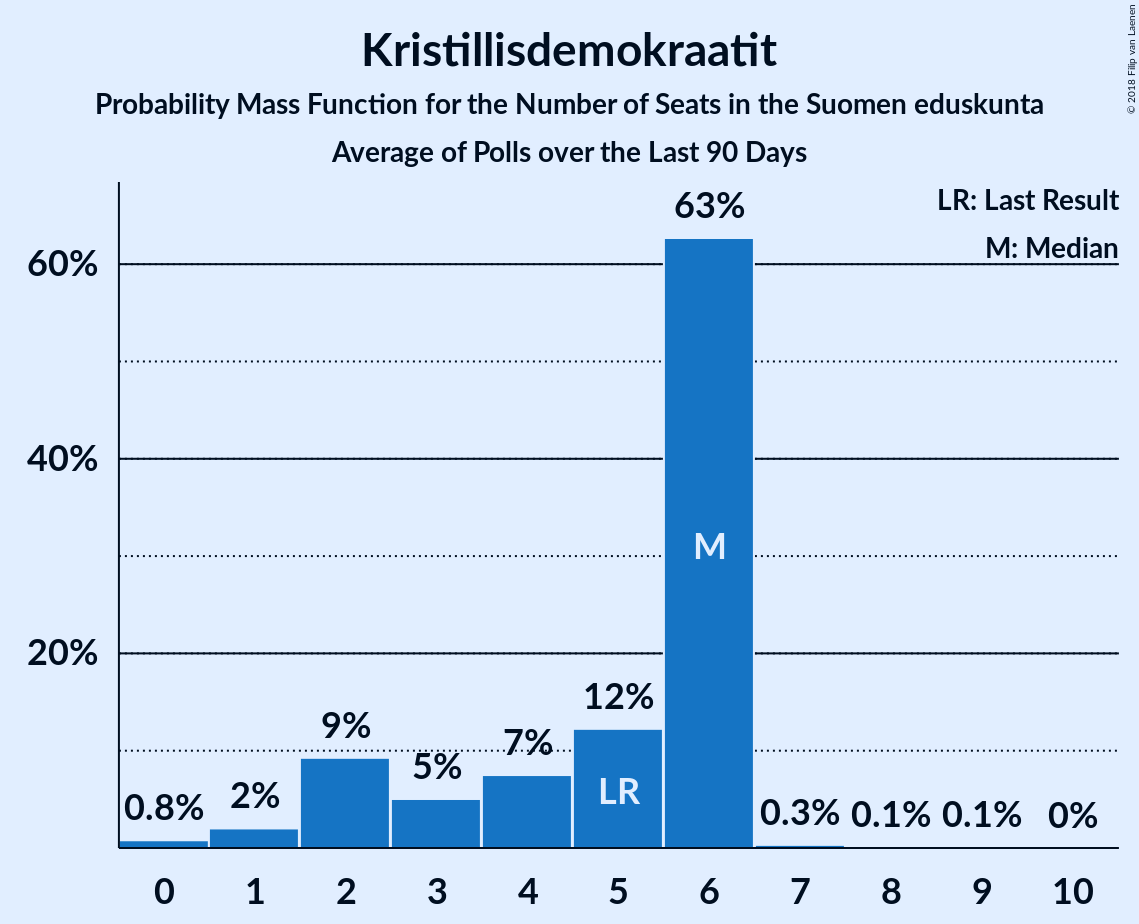 Kristillisdemokraatit
Probability Mass Function for the Number of Seats in the Suomen eduskunta
Average of Polls over the Last 90 Days
© 2018 Filip van Laenen
LR: Last Result
M: Median
60%
40%
20%
0.8%
2%
9%
5%
7%
12%
63%
0.3%
0.1%
0.1%
0%
LR
M
0 1 2 3 4 5 6 7 8 9 10